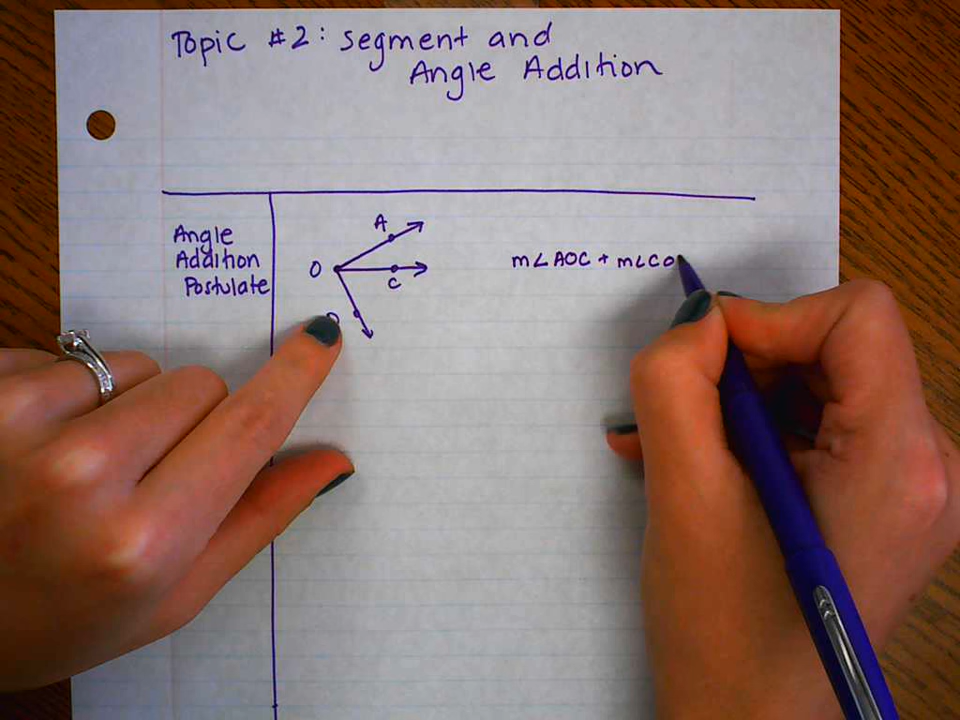 Topic #2: Segment and
Angle Addition
Angle
Addition
Postulate
A
O
C
m∠AOC + m∠CO